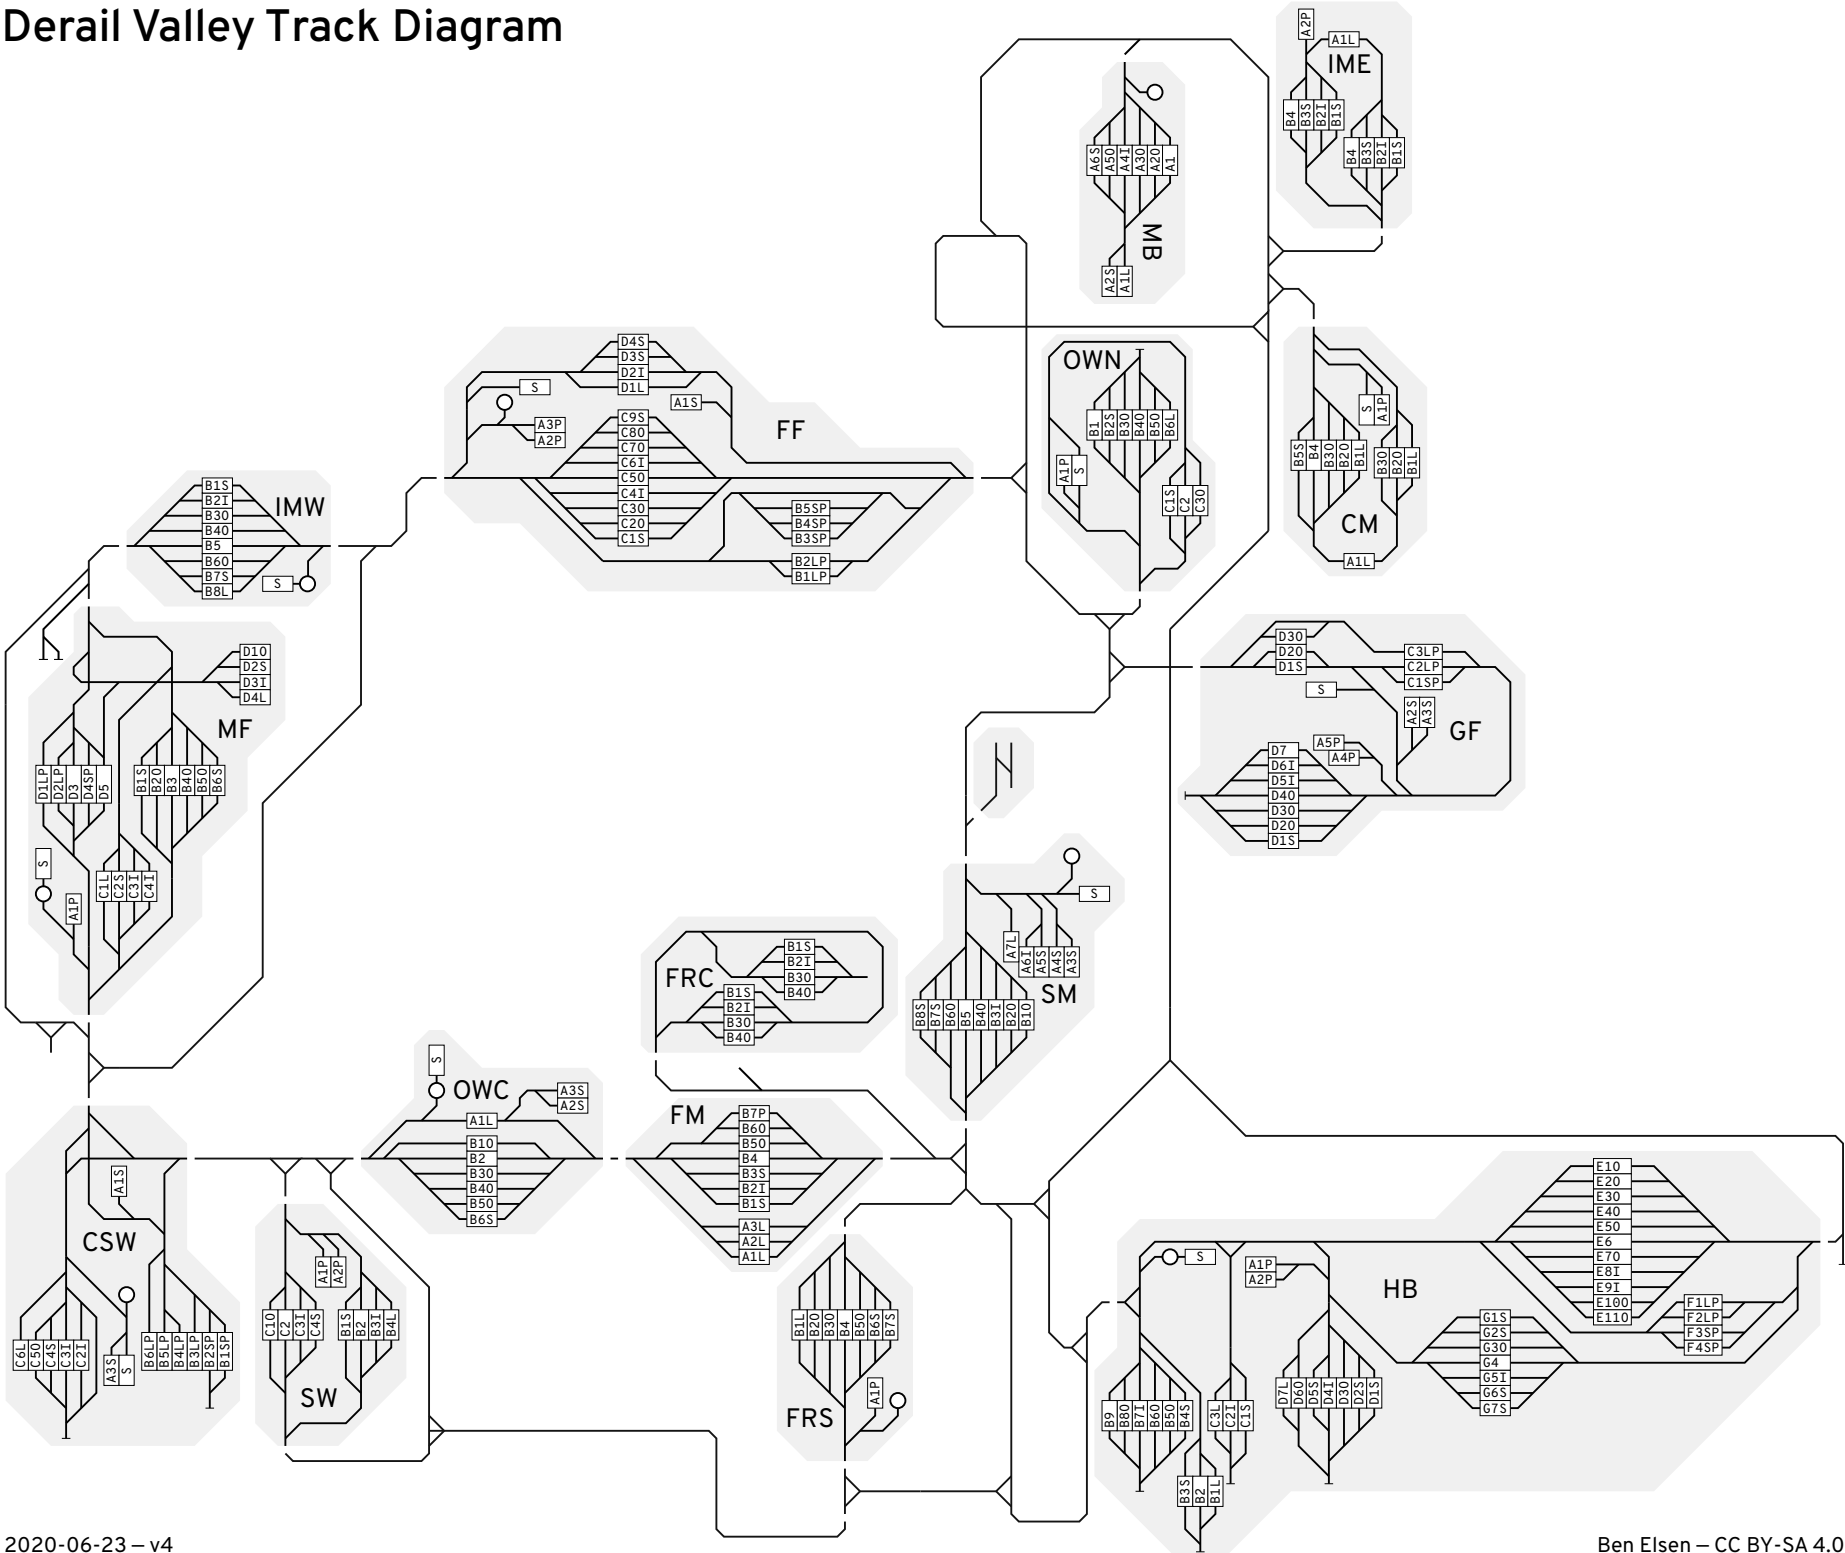 Derail Valley Track Diagram
A2P
A1L
IME
B4
B3S
B2I
B1S
B4
B3S
B2I
B1S
A6S
A5O
A4I
A3O
A2O
A1
MB
A2S
A1L
OWN
B1
B2S
B3O
B4O
B5O
B6L
A1P
S
C1S
C2
C3O
S
A1P
B5S
B4
B3O
B2O
B1L
B3O
B2O
B1L
CM
A1L
D4S
D3S
D2I
D1L
S
A1S
A3P
A2P
C9S
C8O
C7O
C6I
C5O
C4I
C3O
C2O
C1S
FF
B5SP
B4SP
B3SP
B2LP
B1LP
B1S
B2I
B3O
B4O
B5
B6O
B7S
B8L
IMW
S
D1O
D2S
D3I
D4L
MF
D1LP
D2LP
D3
D4SP
D5
B1S
B2O
B3
B4O
B5O
B6S
S
A1P
C1L
C2S
C3I
C4I
D3O
D2O
D1S
C3LP
C2LP
C1SP
S
A2S
A3S
GF
A5P
A4P
D7
D6I
D5I
D4O
D3O
D2O
D1S
S
A7L
A6I
A5S
A4S
A3S
SM
B8S
B7S
B6O
B5
B4O
B3I
B2O
B1O
FRC
B1S
B2I
B3O
B4O
B1S
B2I
B3O
B4O
S
OWC
A3S
A2S
A1L
B1O
B2
B3O
B4O
B5O
B6S
FM
B7P
B6O
B5O
B4
B3S
B2I
B1S
A3L
A2L
A1L
A1S
CSW
C6L
C5O
C4S
C3I
C2I
A3S
S
B6LP
B5LP
B4LP
B3LP
B2SP
B1SP
A1P
A2P
C1O
C2
C3I
C4S
B1S
B2
B3I
B4L
SW
B1L
B2O
B3O
B4
B5O
B6S
B7S
A1P
FRS
S
A1P
A2P
HB
E1O
E2O
E3O
E4O
E5O
E6
E7O
E8I
E9I
E10O
E11O
F1LP
F2LP
F3SP
F4SP
G1S
G2S
G3O
G4
G5I
G6S
G7S
B9
B8O
B7I
B6O
B5O
B4S
C3L
C2I
C1S
D7L
D6O
D5S
D4I
D3O
D2S
D1S
B3S
B2
B1L
2020-06-23 – v4
Ben Elsen – CC BY-SA 4.0